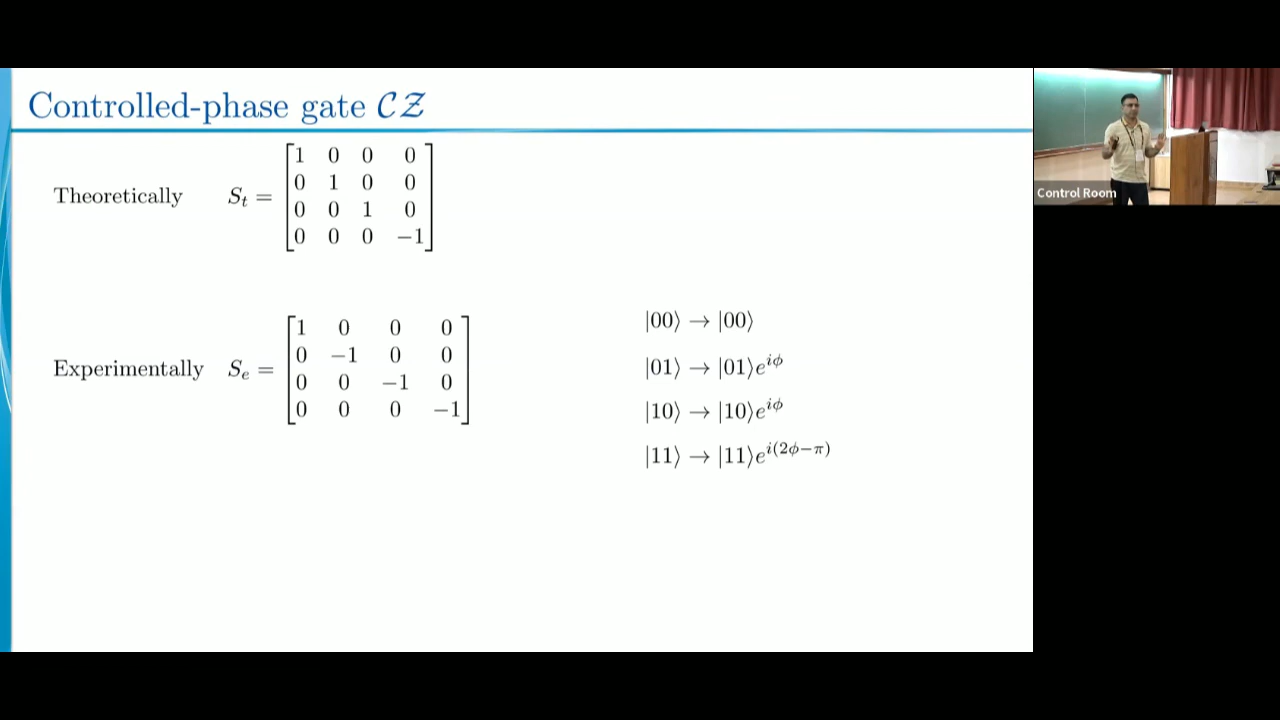 Controlled-phase gate 𝒞𝒵
Theoretically S_t = [1 0 0 0
0 1 0 0
0 0 1 0
0 0 0 −1]
Experimentally S_e = [1 0 0 0
0 −1 0 0
0 0 −1 0
0 0 0 −1]
|00⟩ → |00⟩
|01⟩ → |01⟩e^{iϕ}
|10⟩ → |10⟩e^{iϕ}
|11⟩ → |11⟩e^{i(2ϕ−π)}
Control Room